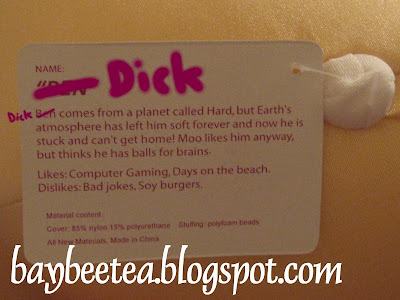 NAME:
"BEN" Dick
Dick
Ben comes from a planet called Hard, but Earth's
atmosphere has left him soft forever and now he is
stuck and can't get home! Moo likes him anyway,
but thinks he has balls for brains.
Likes: Computer Gaming, Days on the beach.
Dislikes: Bad jokes, Soy burgers.
Material content:
Cover: 85% nylon 15% polyurethane Stuffing: polyfoam beads
All New Materials, Made in China
baybeetea.blogspot.com